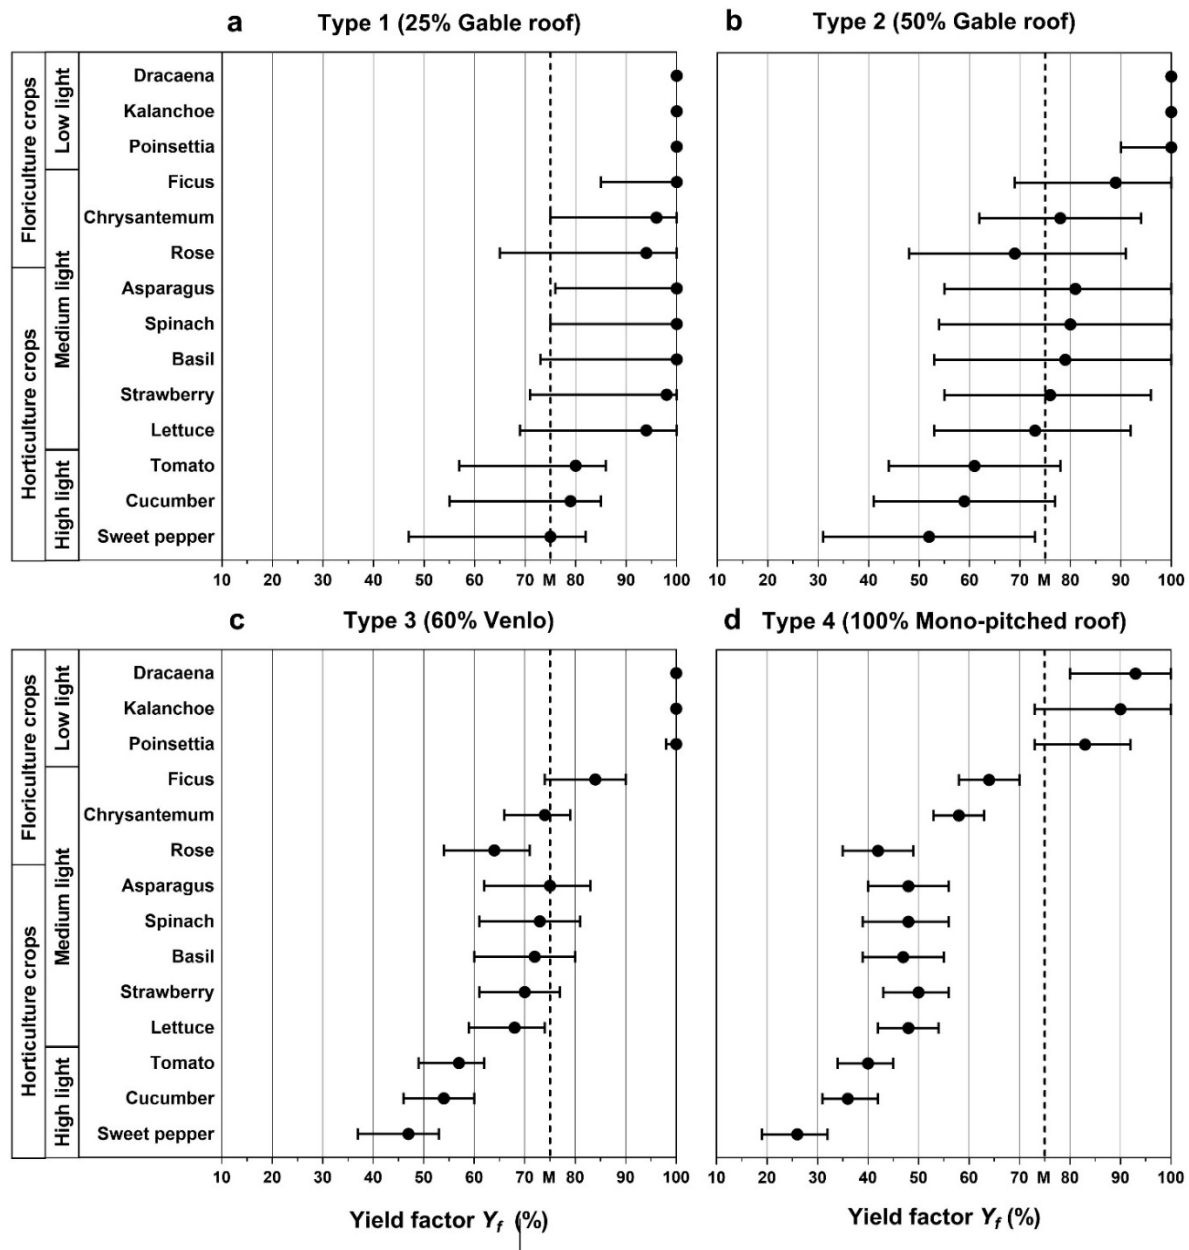 a Type 1 (25% Gable roof)
b Type 2 (50% Gable roof)
Floriculture crops
Horticulture crops
Low light
Medium light
High light
Dracaena
Kalanchoe
Poinsettia
Ficus
Chrysantemum
Rose
Asparagus
Spinach
Basil
Strawberry
Lettuce
Tomato
Cucumber
Sweet pepper
10 20 30 40 50 60 70 M 80 90 100
10 20 30 40 50 60 70 M 80 90 100
c Type 3 (60% Venlo)
d Type 4 (100% Mono-pitched roof)
Floriculture crops
Horticulture crops
Low light
Medium light
High light
Dracaena
Kalanchoe
Poinsettia
Ficus
Chrysantemum
Rose
Asparagus
Spinach
Basil
Strawberry
Lettuce
Tomato
Cucumber
Sweet pepper
10 20 30 40 50 60 70 M 80 90 100
10 20 30 40 50 60 70 M 80 90 100
Yield factor Yf (%)
Yield factor Yf (%)